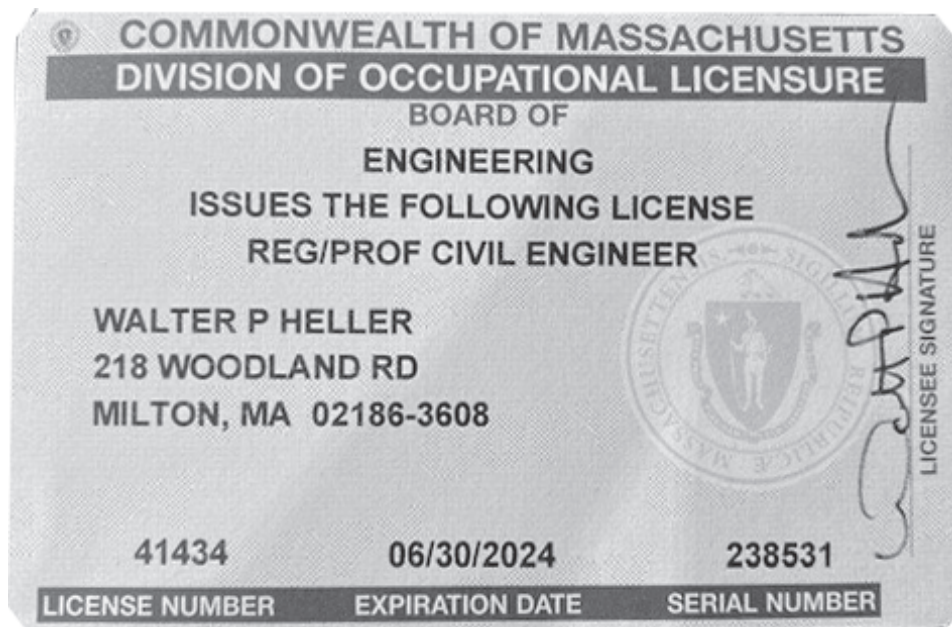 COMMONWEALTH OF MASSACHUSETTS
DIVISION OF OCCUPATIONAL LICENSURE
BOARD OF
ENGINEERING
ISSUES THE FOLLOWING LICENSE
REG/PROF CIVIL ENGINEER
WALTER P HELLER
218 WOODLAND RD
MILTON, MA 02186-3608
LICENSEE SIGNATURE
41434 06/30/2024 238531
LICENSE NUMBER EXPIRATION DATE SERIAL NUMBER